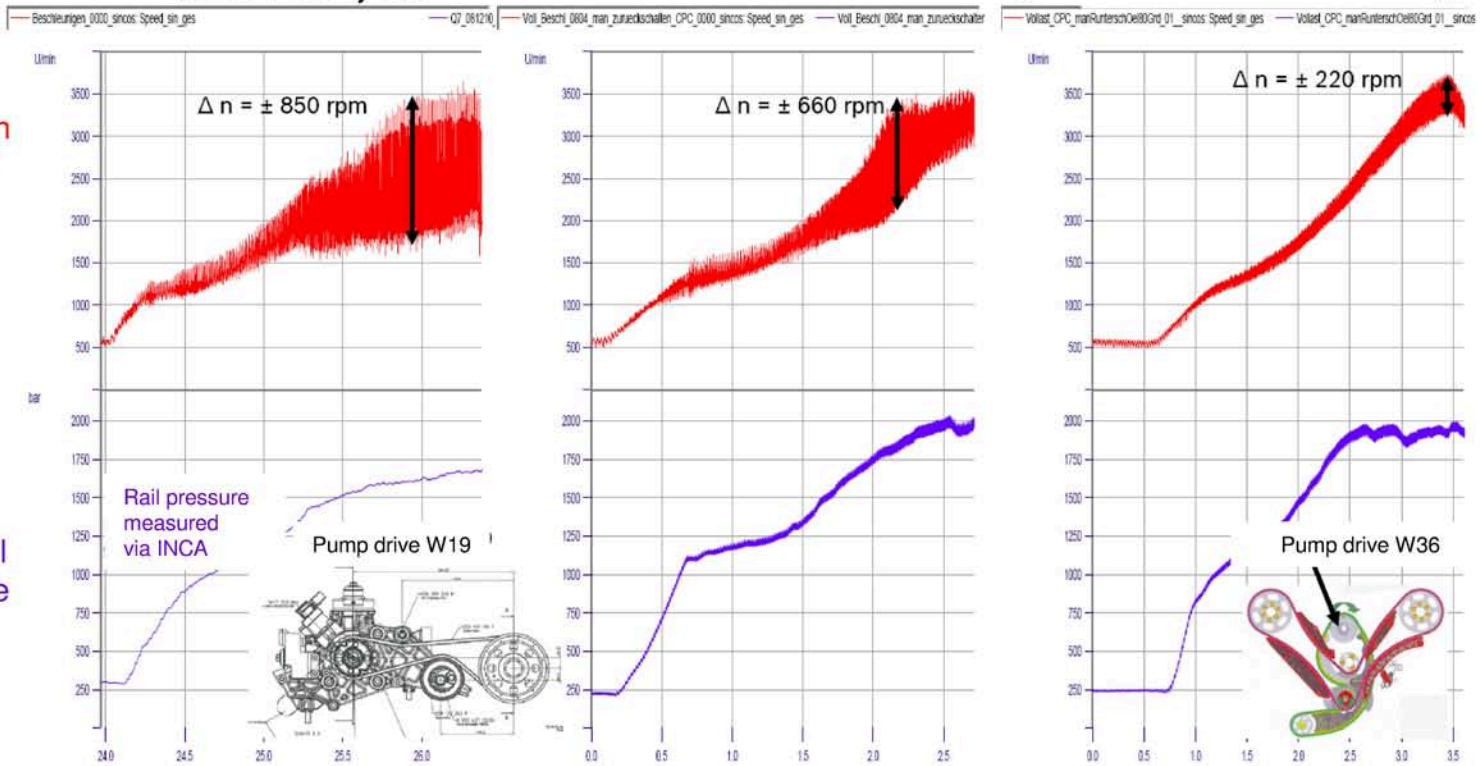 Beschleunigen_0000_sincos: Speed_sin_ges
Q7_081210
Voll_Beschl_0804_man_zurueckschalten_CPC_0000_sincos: Speed_sin_ges
Voll_Beschl_0804_man_zurueckschalter
Vollast_CPC_manRunterschOel80Grd_01__sincos: Speed_sin_ges
Vollast_CPC_manRunterschOel80Grd_01__sincos
U/min
U/min
U/min
Δ n = ± 850 rpm
Δ n = ± 660 rpm
Δ n = ± 220 rpm
3500
3000
2500
2000
1500
1000
500
3500
3000
2500
2000
1500
1000
500
3500
3000
2500
2000
1500
1000
500
bar
2000
1750
1500
1250
1000
750
500
250
2000
1750
1500
1250
1000
750
500
250
2000
1750
1500
1250
1000
750
500
250
Rail pressure
measured
via INCA
Pump drive W19
Pump drive W36
24.0 24.5 25.0 25.5 26.0
0.0 0.5 1.0 1.5 2.0 2.5
0.0 0.5 1.0 1.5 2.0 2.5 3.0 3.5